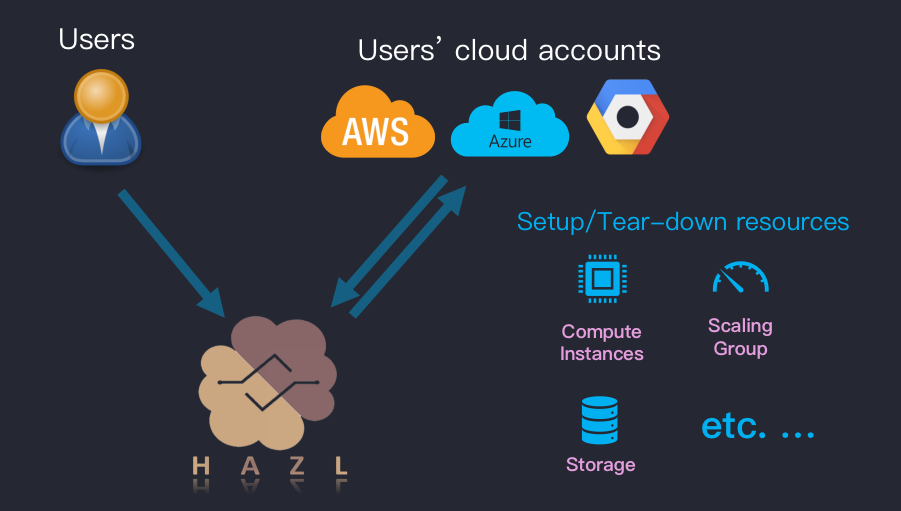 Users
Users’ cloud accounts
AWS
Azure
Setup/Tear-down resources
Compute
Instances
Scaling
Group
Storage
etc. ...
H A Z L